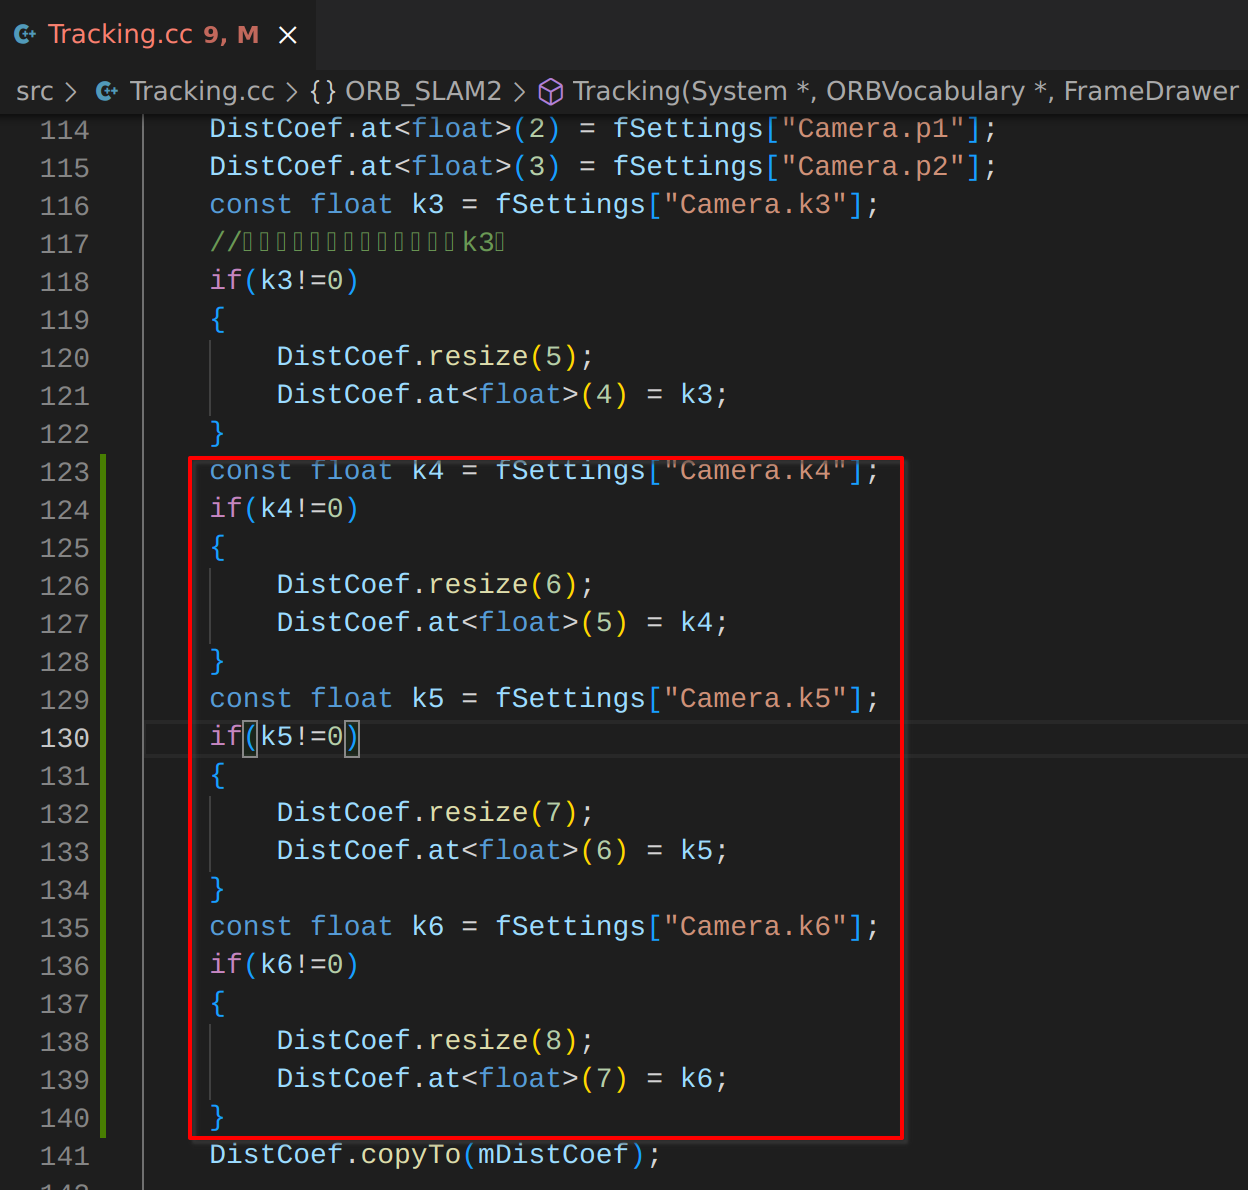 Tracking.cc 9, M
src > Tracking.cc > {} ORB_SLAM2 > Tracking(System *, ORBVocabulary *, FrameDrawer
114 DistCoef.at<float>(2) = fSettings["Camera.p1"];
115 DistCoef.at<float>(3) = fSettings["Camera.p2"];
116 const float k3 = fSettings["Camera.k3"];
117 //k3
118 if(k3!=0)
119 {
120 DistCoef.resize(5);
121 DistCoef.at<float>(4) = k3;
122 }
123 const float k4 = fSettings["Camera.k4"];
124 if(k4!=0)
125 {
126 DistCoef.resize(6);
127 DistCoef.at<float>(5) = k4;
128 }
129 const float k5 = fSettings["Camera.k5"];
130 if(k5!=0)
131 {
132 DistCoef.resize(7);
133 DistCoef.at<float>(6) = k5;
134 }
135 const float k6 = fSettings["Camera.k6"];
136 if(k6!=0)
137 {
138 DistCoef.resize(8);
139 DistCoef.at<float>(7) = k6;
140 }
141 DistCoef.copyTo(mDistCoef);